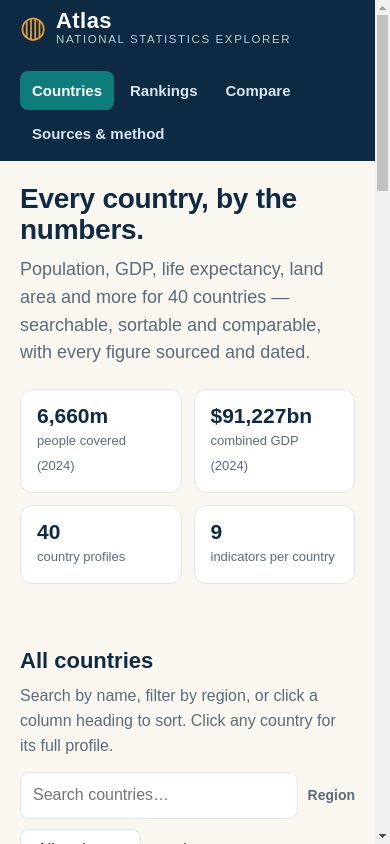 Atlas
NATIONAL STATISTICS EXPLORER
Countries
Rankings
Compare
Sources & method
Every country, by the
numbers.
Population, GDP, life expectancy, land
area and more for 40 countries —
searchable, sortable and comparable,
with every figure sourced and dated.
6,660m
people covered
(2024)
$91,227bn
combined GDP
(2024)
40
country profiles
9
indicators per country
All countries
Search by name, filter by region, or click a
column heading to sort. Click any country for
its full profile.
Search countries…
Region